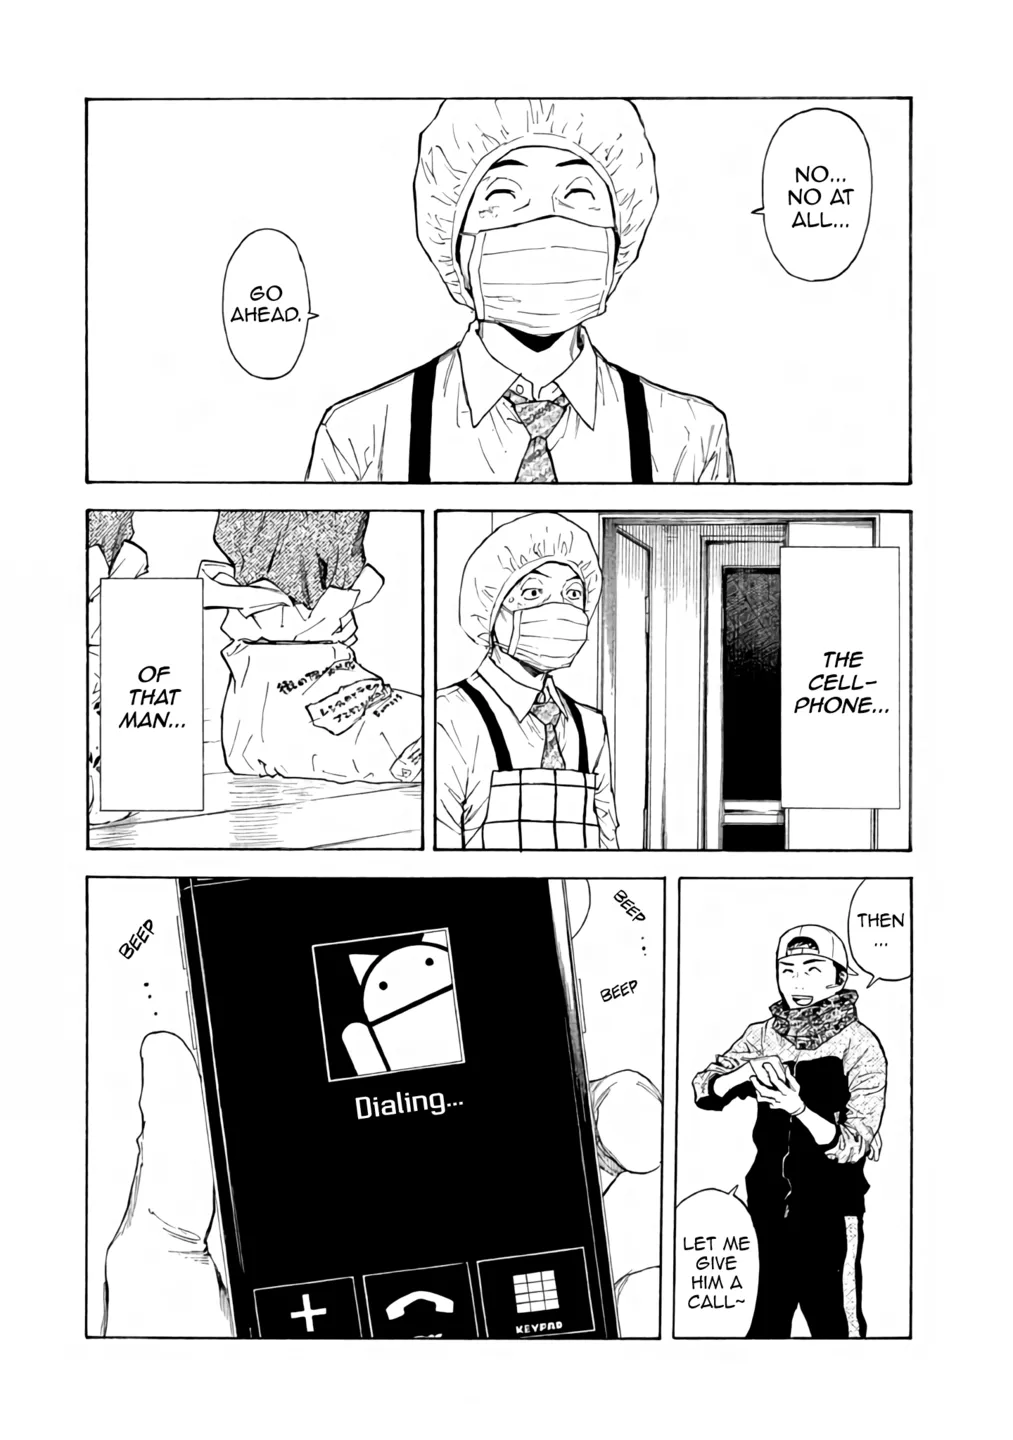 NO...
NO AT
ALL...
GO
AHEAD.
THE
CELL-
PHONE...
OF
THAT
MAN...
THEN
...
LET ME
GIVE
HIM A
CALL~
BEEP
...
BEEP
BEEP
...
Dialing...
KEYPAD